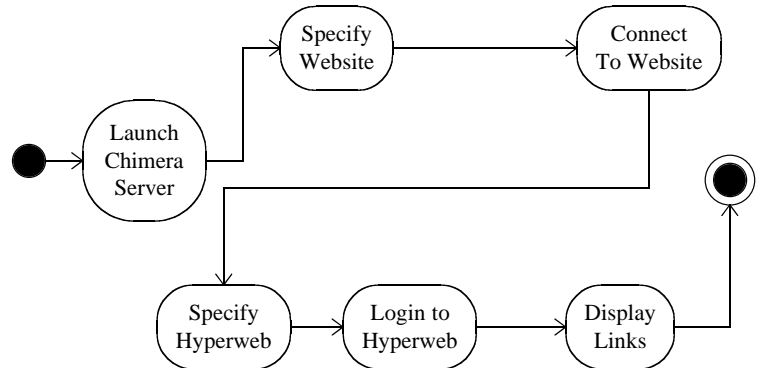 Launch
Chimera
Server
Specify
Website
Connect
To Website
Specify
Hyperweb
Login to
Hyperweb
Display
Links